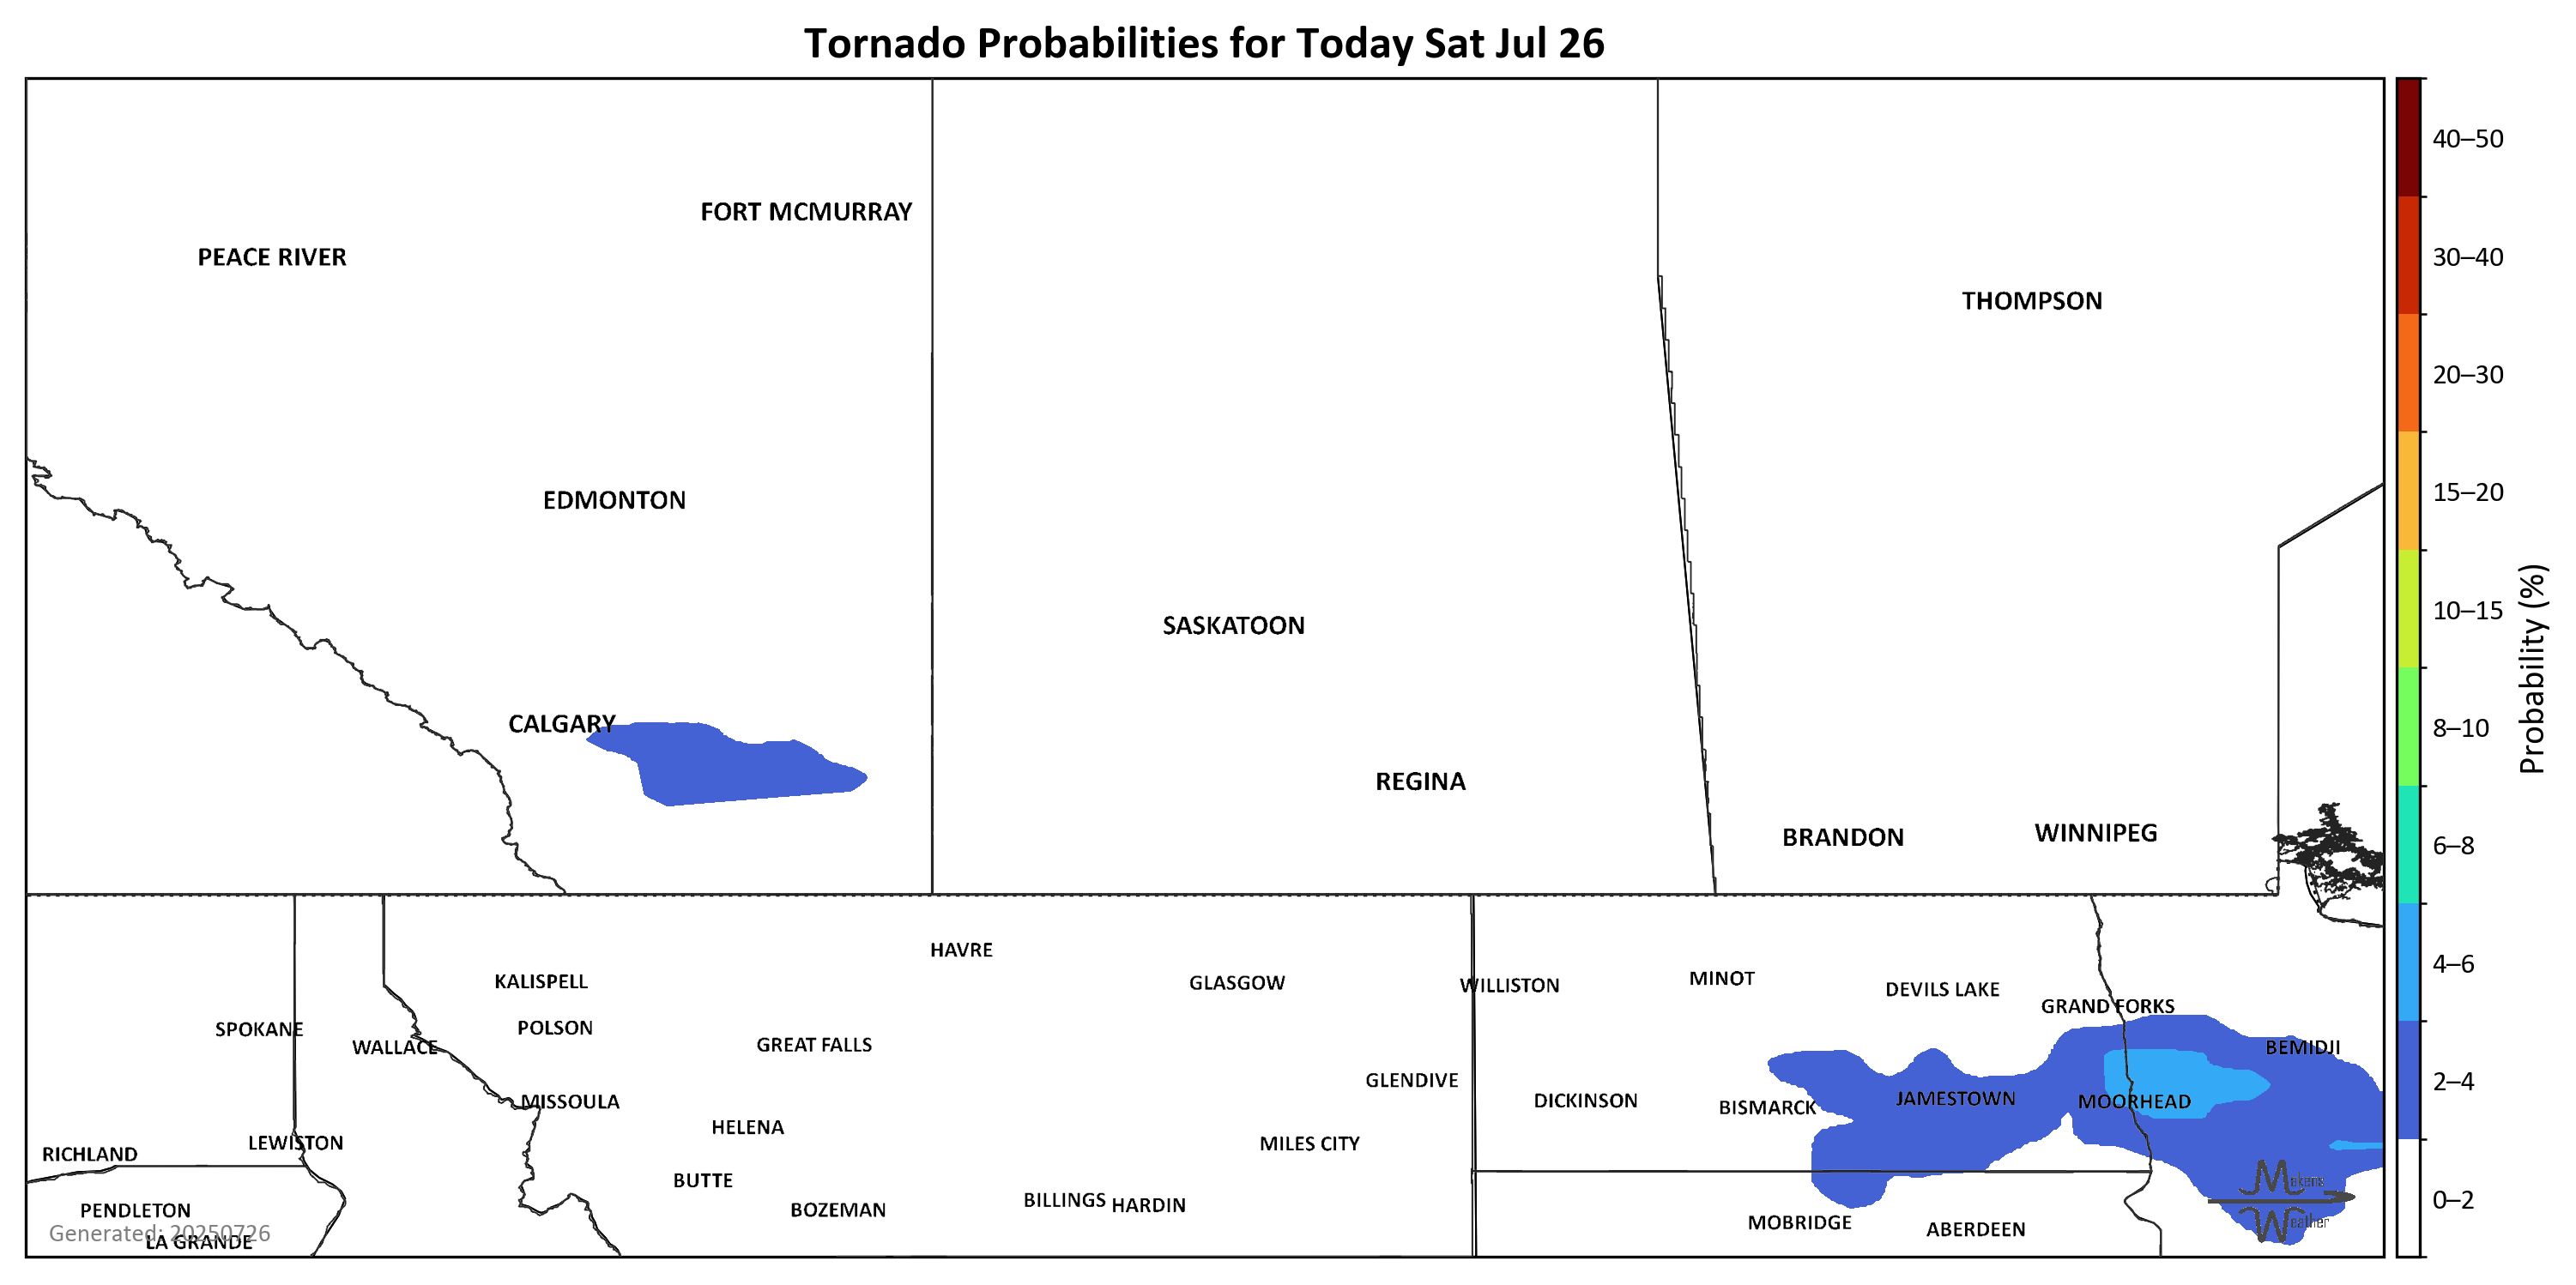 Tornado Probabilities for Today Sat Jul 26
40–50
FORT MCMURRAY
PEACE RIVER
30–40
THOMPSON
20–30
EDMONTON
15–20
10–15
SASKATOON
Probability (%)
CALGARY
8–10
REGINA
BRANDON
WINNIPEG
6–8
HAVRE
4–6
KALISPELL
GLASGOW
WILLISTON
MINOT
DEVILS LAKE
GRAND FORKS
SPOKANE
POLSON
WALLACE
GREAT FALLS
BEMIDJI
GLENDIVE
2–4
MISSOULA
DICKINSON
BISMARCK
JAMESTOWN
MOORHEAD
HELENA
LEWISTON
MILES CITY
RICHLAND
BUTTE
Mokens
PENDLETON
BOZEMAN
BILLINGS
HARDIN
0–2
Weather
MOBRIDGE
ABERDEEN
Generated: 20250726
LA GRANDE